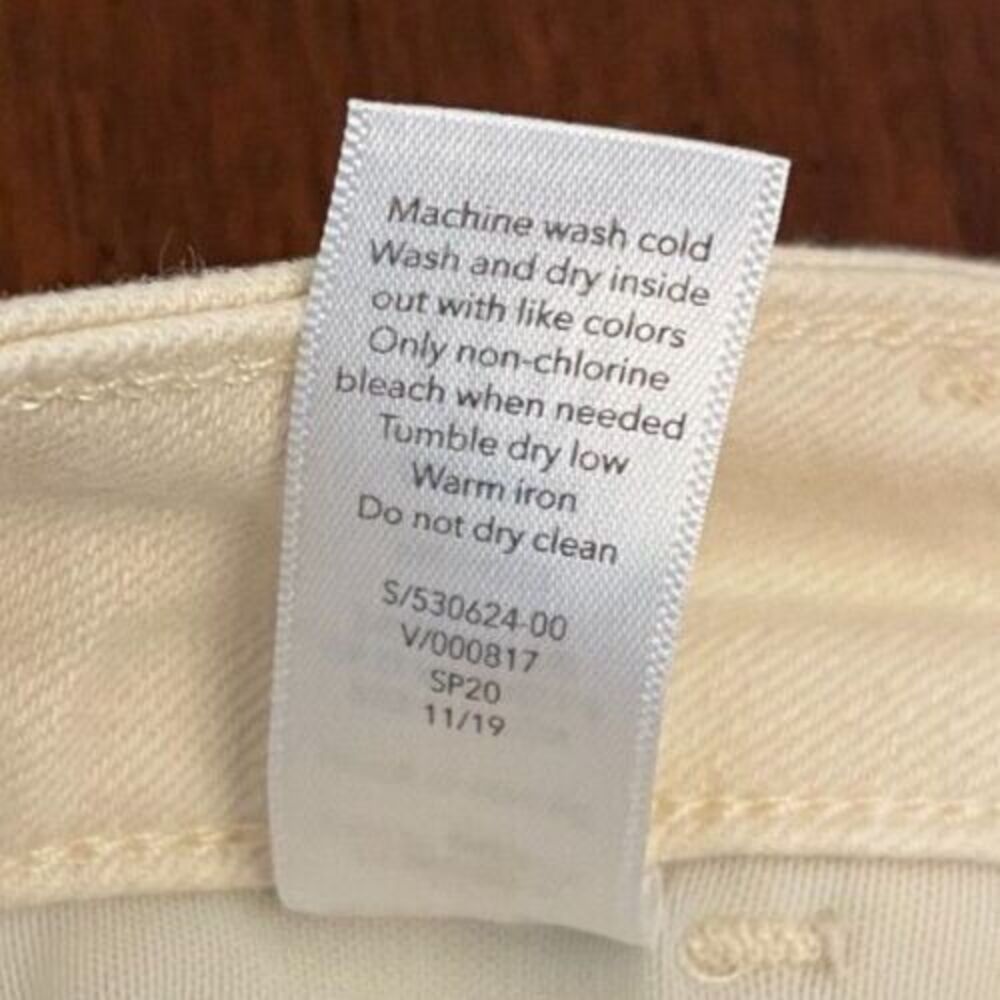 Machine wash cold
Wash and dry inside
out with like colors
Only non-chlorine
bleach when needed
Tumble dry low
Warm iron
Do not dry clean
S/530624-00
V/000817
SP20
11/19